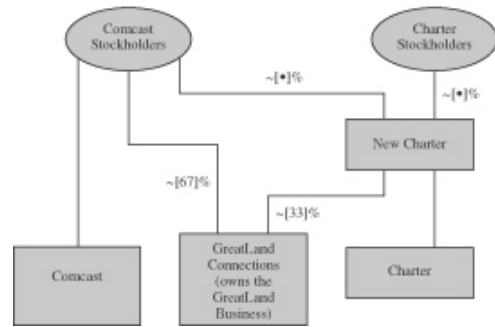 Comcast
Stockholders
Charter
Stockholders
~[•]%
~[•]%
New Charter
~[67]%
~[33]%
Comcast
GreatLand
Connections
(owns the
GreatLand
Business)
Charter